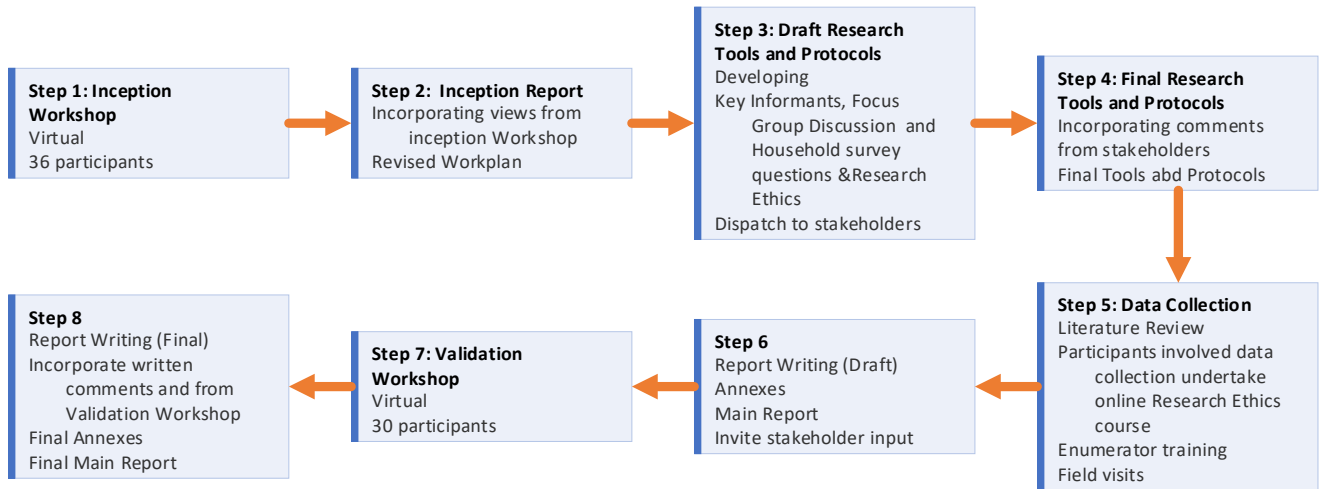 Step 1: Inception
Workshop
Virtual
36 participants
Step 2: Inception Report
Incorporating views from
inception Workshop
Revised Workplan
Step 3: Draft Research
Tools and Protocols
Developing
Key Informants, Focus
Group Discussion and
Household survey
questions &Research
Ethics
Dispatch to stakeholders
Step 4: Final Research
Tools and Protocols
Incorporating comments
from stakeholders
Final Tools abd Protocols
Step 5: Data Collection
Literature Review
Participants involved data
collection undertake
online Research Ethics
course
Enumerator training
Field visits
Step 6
Report Writing (Draft)
Annexes
Main Report
Invite stakeholder input
Step 7: Validation
Workshop
Virtual
30 participants
Step 8
Report Writing (Final)
Incorporate written
comments and from
Validation Workshop
Final Annexes
Final Main Report